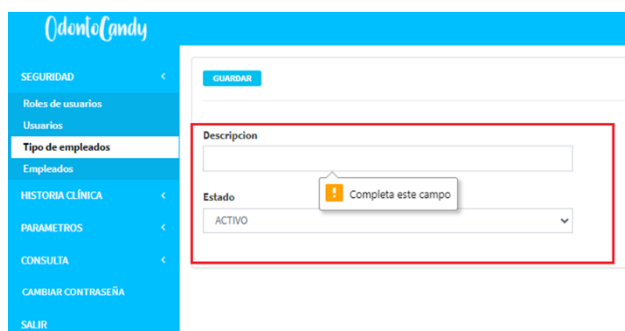 OdontoCandy
SEGURIDAD
Roles de usuarios
Usuarios
Tipo de empleados
Empleados
HISTORIA CLÍNICA
PARAMETROS
CONSULTA
CAMBIAR CONTRASEÑA
SALIR
GUARDAR
Descripcion
Completa este campo
Estado
ACTIVO